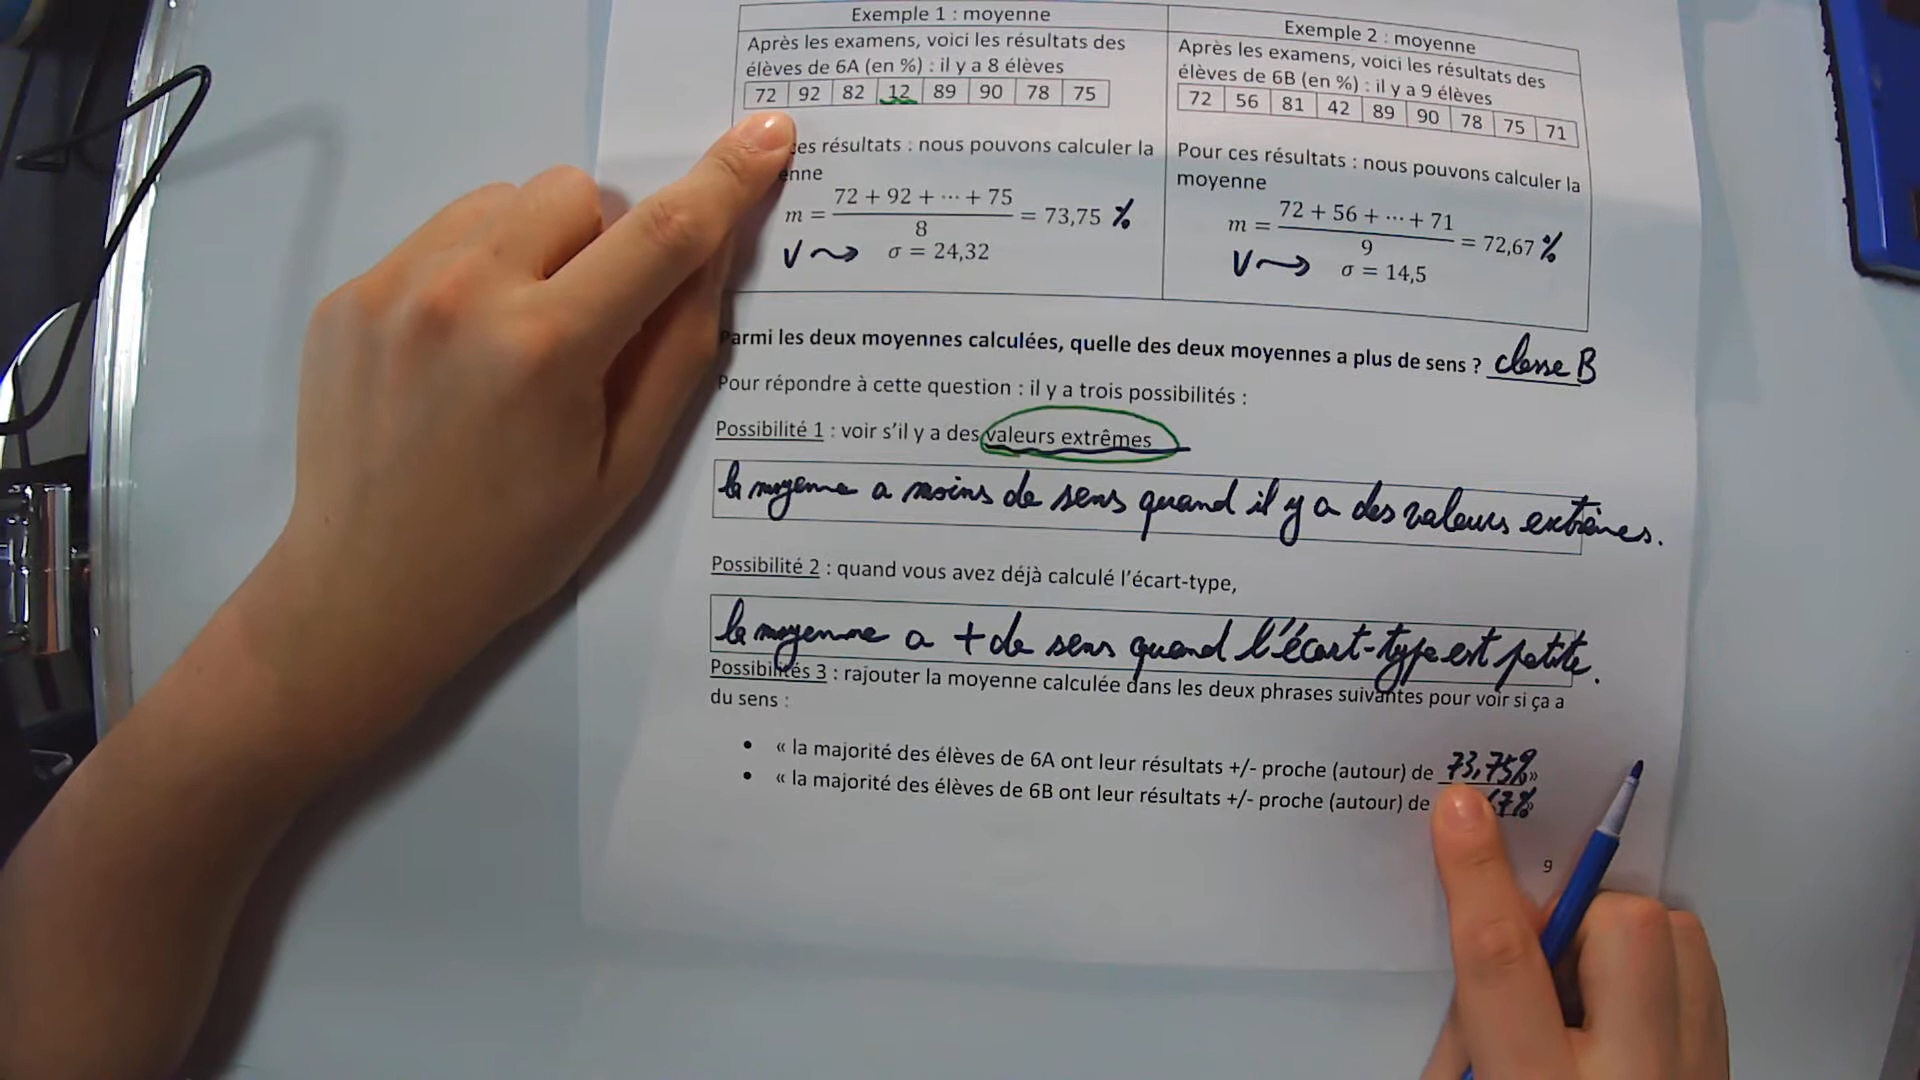 Exemple 1 : moyenne
Après les examens, voici les résultats des
élèves de 6A (en %) : il y a 8 élèves
72 92 82 12 89 90 78 75
ces résultats : nous pouvons calculer la
enne
m = 72 + 92 + ⋯ + 75 / 8 = 73,75 %
V ⟿ σ = 24,32
Exemple 2 : moyenne
Après les examens, voici les résultats des
élèves de 6B (en %) : il y a 9 élèves
72 56 81 42 89 90 78 75 71
Pour ces résultats : nous pouvons calculer la
moyenne
m = 72 + 56 + ⋯ + 71 / 9 = 72,67 %
V ⟿ σ = 14,5
Parmi les deux moyennes calculées, quelle des deux moyennes a plus de sens ? classe B
Pour répondre à cette question : il y a trois possibilités :
Possibilité 1 : voir s'il y a des valeurs extrêmes
la moyenne a moins de sens quand il y a des valeurs extrêmes.
Possibilité 2 : quand vous avez déjà calculé l'écart-type,
la moyenne a + de sens quand l'écart-type est petite.
Possibilités 3 : rajouter la moyenne calculée dans les deux phrases suivantes pour voir si ça a
du sens :
• « la majorité des élèves de 6A ont leur résultats +/- proche (autour) de 73,75% »
• « la majorité des élèves de 6B ont leur résultats +/- proche (autour) de 67% »
9